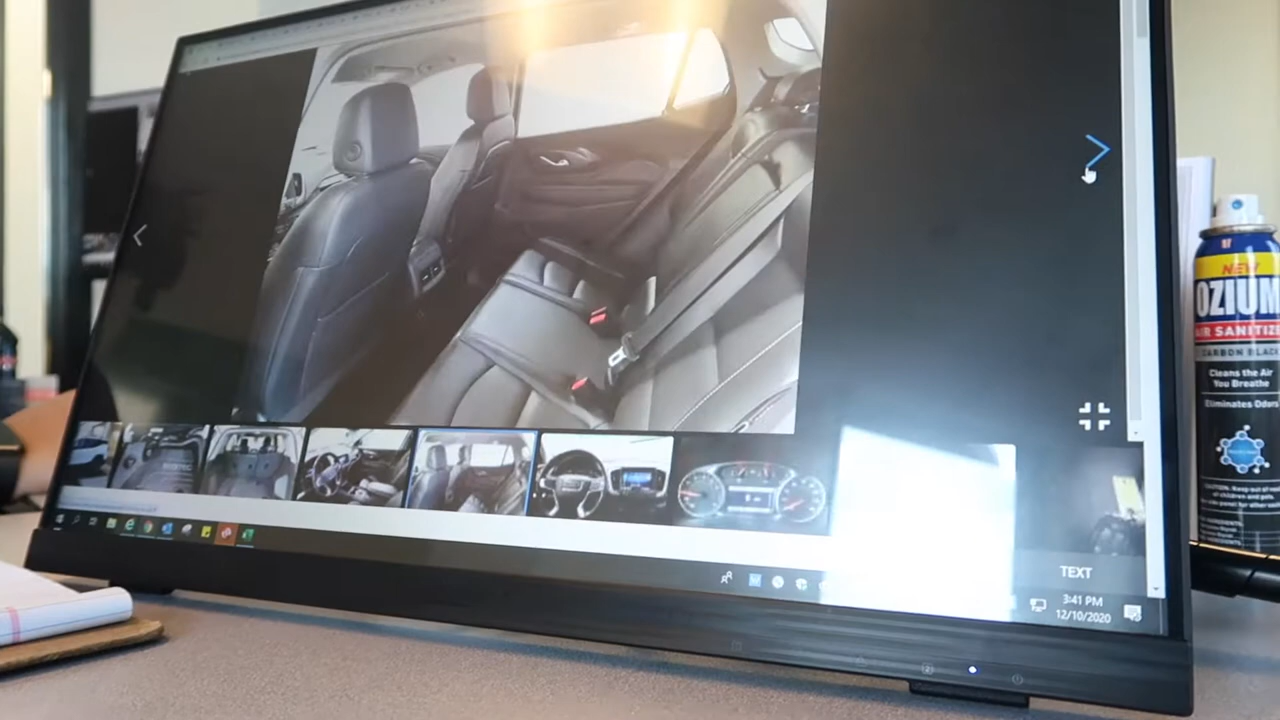 NEW
OZIUM
AIR SANITIZE
CARBON BLACK
Cleans the Air
You Breathe
Eliminates Odors
TEXT
3:41 PM
12/10/2020